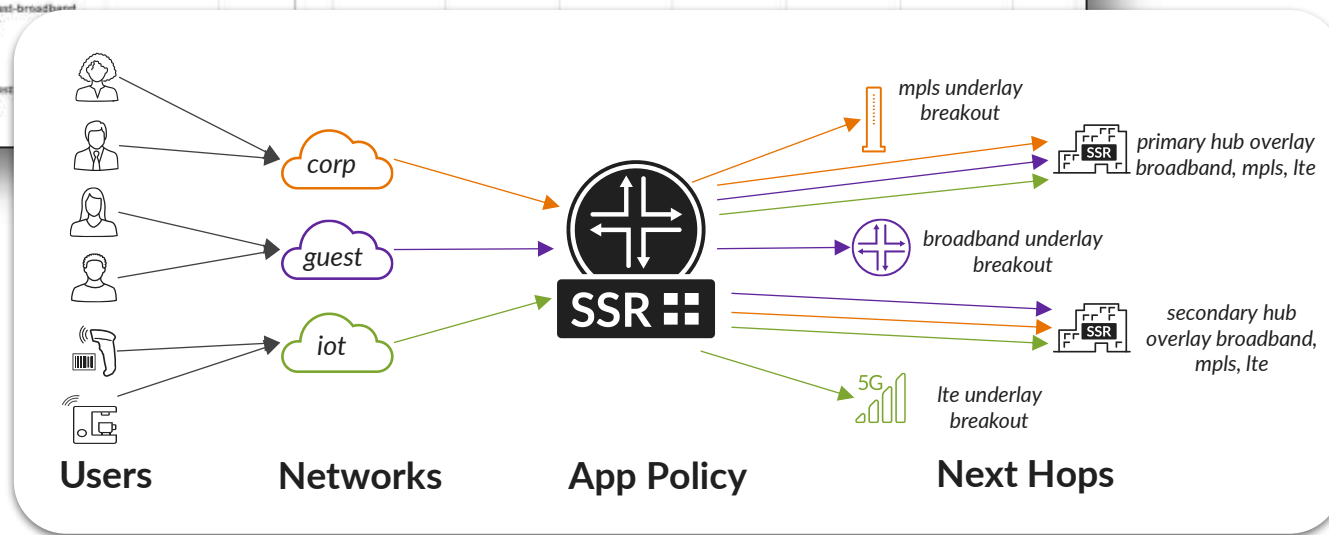 mpls underlay
breakout
SSR
primary hub overlay
broadband, mpls, lte
corp
guest
iot
SSR
broadband underlay
breakout
SSR
secondary hub
overlay broadband,
mpls, lte
5G
lte underlay
breakout
Users
Networks
App Policy
Next Hops